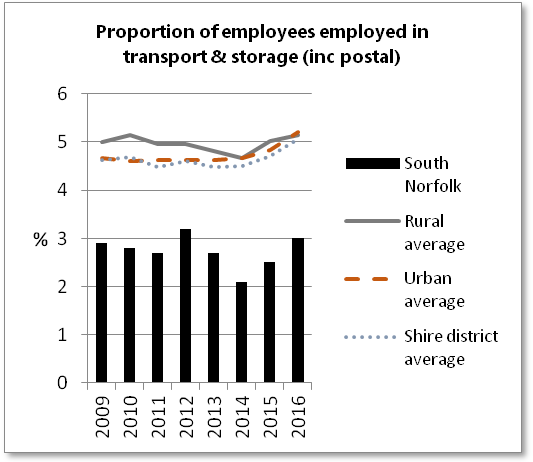 Proportion of employees employed in
transport & storage (inc postal)
6
5
4
3
2
1
0
%
2009
2010
2011
2012
2013
2014
2015
2016
South
Norfolk
Rural
average
Urban
average
Shire district
average